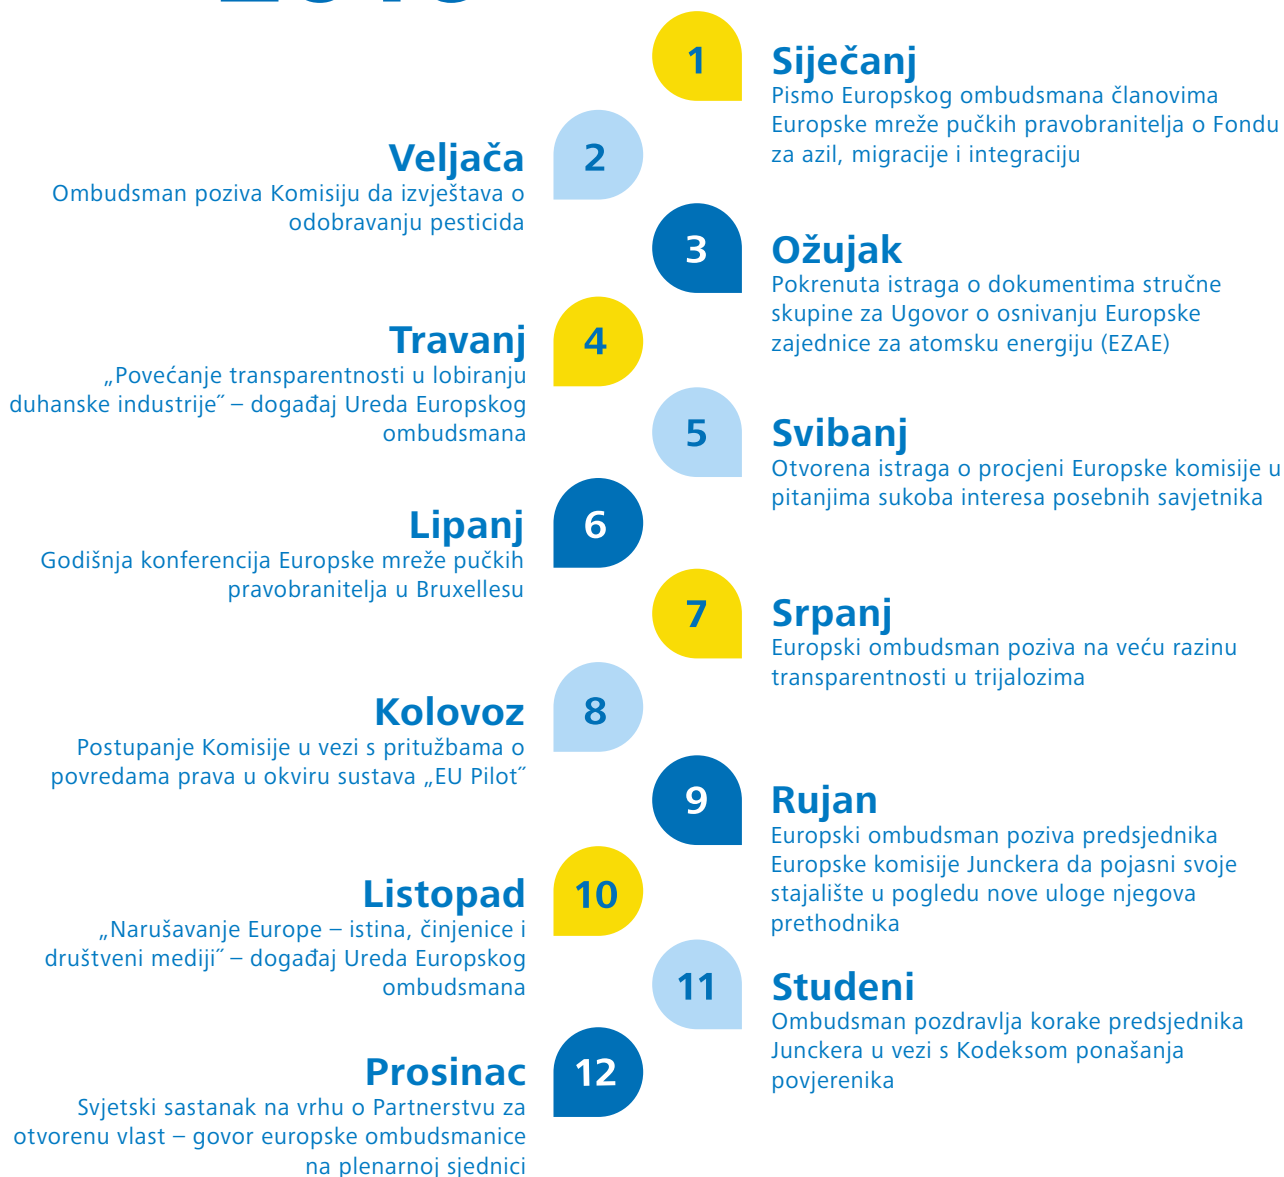 1
Siječanj
Pismo Europskog ombudsmana članovima
Europske mreže pučkih pravobranitelja o Fondu
za azil, migracije i integraciju
2
Veljača
Ombudsman poziva Komisiju da izvještava o
odobravanju pesticida
3
Ožujak
Pokrenuta istraga o dokumentima stručne
skupine za Ugovor o osnivanju Europske
zajednice za atomsku energiju (EZAE)
4
Travanj
„Povećanje transparentnosti u lobiranju
duhanske industrije˝ – događaj Ureda Europskog
ombudsmana
5
Svibanj
Otvorena istraga o procjeni Europske komisije u
pitanjima sukoba interesa posebnih savjetnika
6
Lipanj
Godišnja konferencija Europske mreže pučkih
pravobranitelja u Bruxellesu
7
Srpanj
Europski ombudsman poziva na veću razinu
transparentnosti u trijalozima
8
Kolovoz
Postupanje Komisije u vezi s pritužbama o
povredama prava u okviru sustava „EU Pilot˝
9
Rujan
Europski ombudsman poziva predsjednika
Europske komisije Junckera da pojasni svoje
stajalište u pogledu nove uloge njegova
prethodnika
10
Listopad
„Narušavanje Europe – istina, činjenice i
društveni mediji˝ – događaj Ureda Europskog
ombudsmana
11
Studeni
Ombudsman pozdravlja korake predsjednika
Junckera u vezi s Kodeksom ponašanja
povjerenika
12
Prosinac
Svjetski sastanak na vrhu o Partnerstvu za
otvorenu vlast – govor europske ombudsmanice
na plenarnoj sjednici